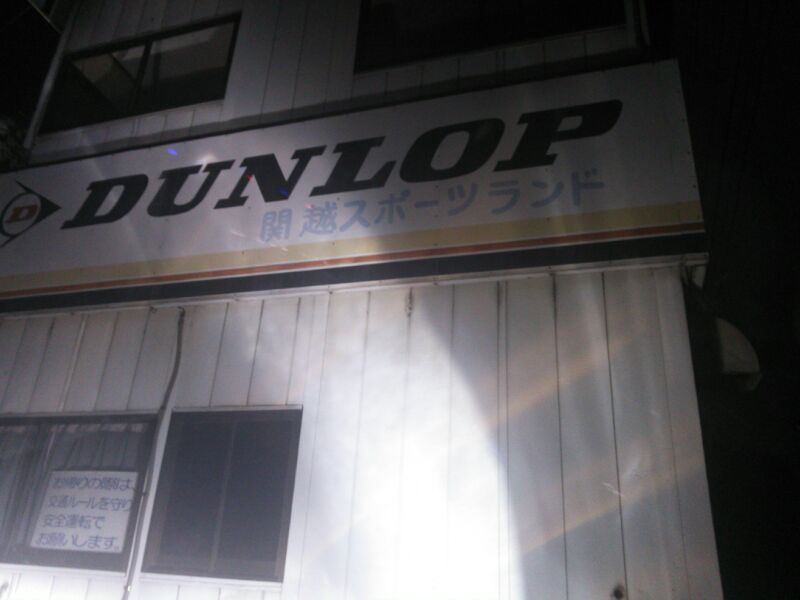 DUNLOP
関越スポーツランド
お帰りの際は、
交通ルールを守り
安全運転で
お願いします。